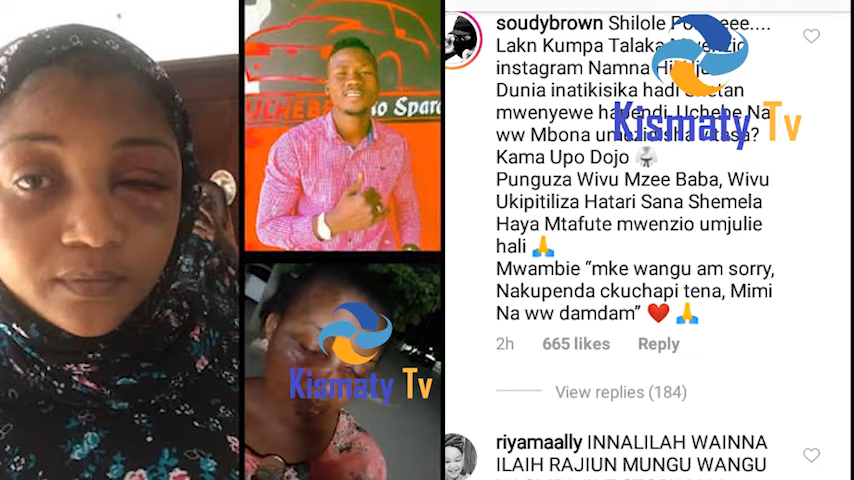 UCHEBE
o Spare
Kismaty Tv
soudybrown Shilole
Lakn Kumpa Talaka
instagram Namna
Dunia inatikisika hadi
mwenyewe hapendi, Uchebe Na
ww Mbona
Kismaty Tv
Kama Upo Dojo 🥋
Punguza Wivu Mzee Baba, Wivu
Ukipitiliza Hatari Sana Shemela
Haya Mtafute mwenzio umjulie
hali 🙏
Mwambie “mke wangu am sorry,
Nakupenda ckuchapi tena, Mimi
Na ww damdam” ❤️ 🙏
2h 665 likes Reply
View replies (184)
riyamaally INNALILAH WAINNA
ILAIH RAJIUN MUNGU WANGU